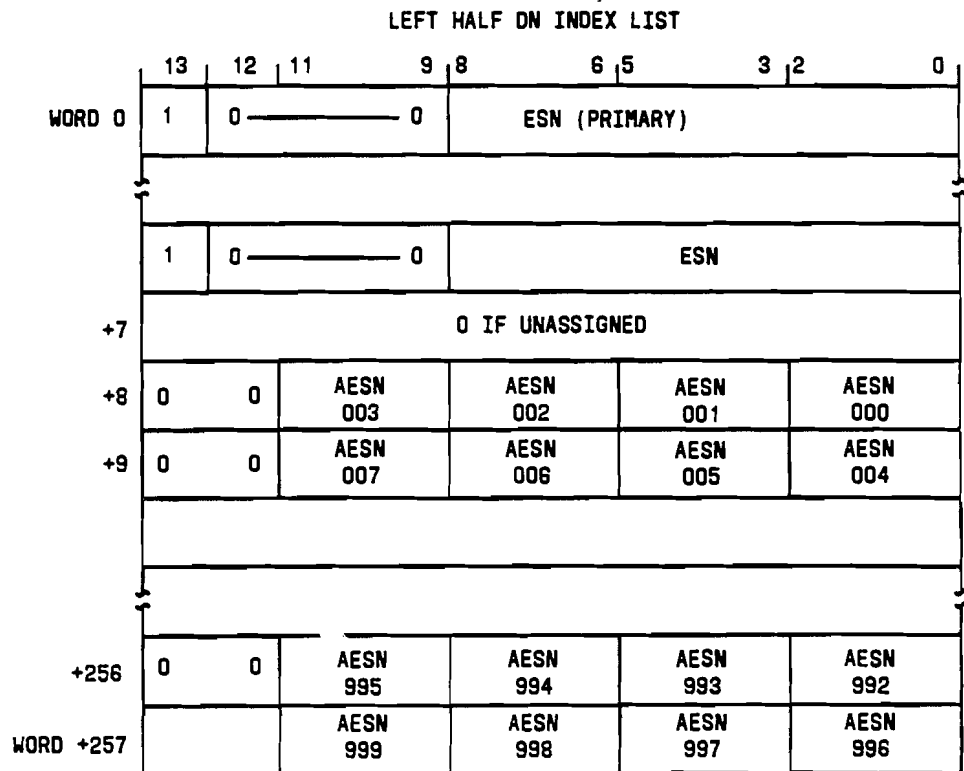 LEFT HALF DN INDEX LIST
13 12 11 9 8 6 5 3 2 0
WORD 0 1 0 0 ESN (PRIMARY)
1 0 0 ESN
+7 0 IF UNASSIGNED
+8 0 0 AESN 003 AESN 002 AESN 001 AESN 000
+9 0 0 AESN 007 AESN 006 AESN 005 AESN 004
+256 0 0 AESN 995 AESN 994 AESN 993 AESN 992
WORD +257 AESN 999 AESN 998 AESN 997 AESN 996